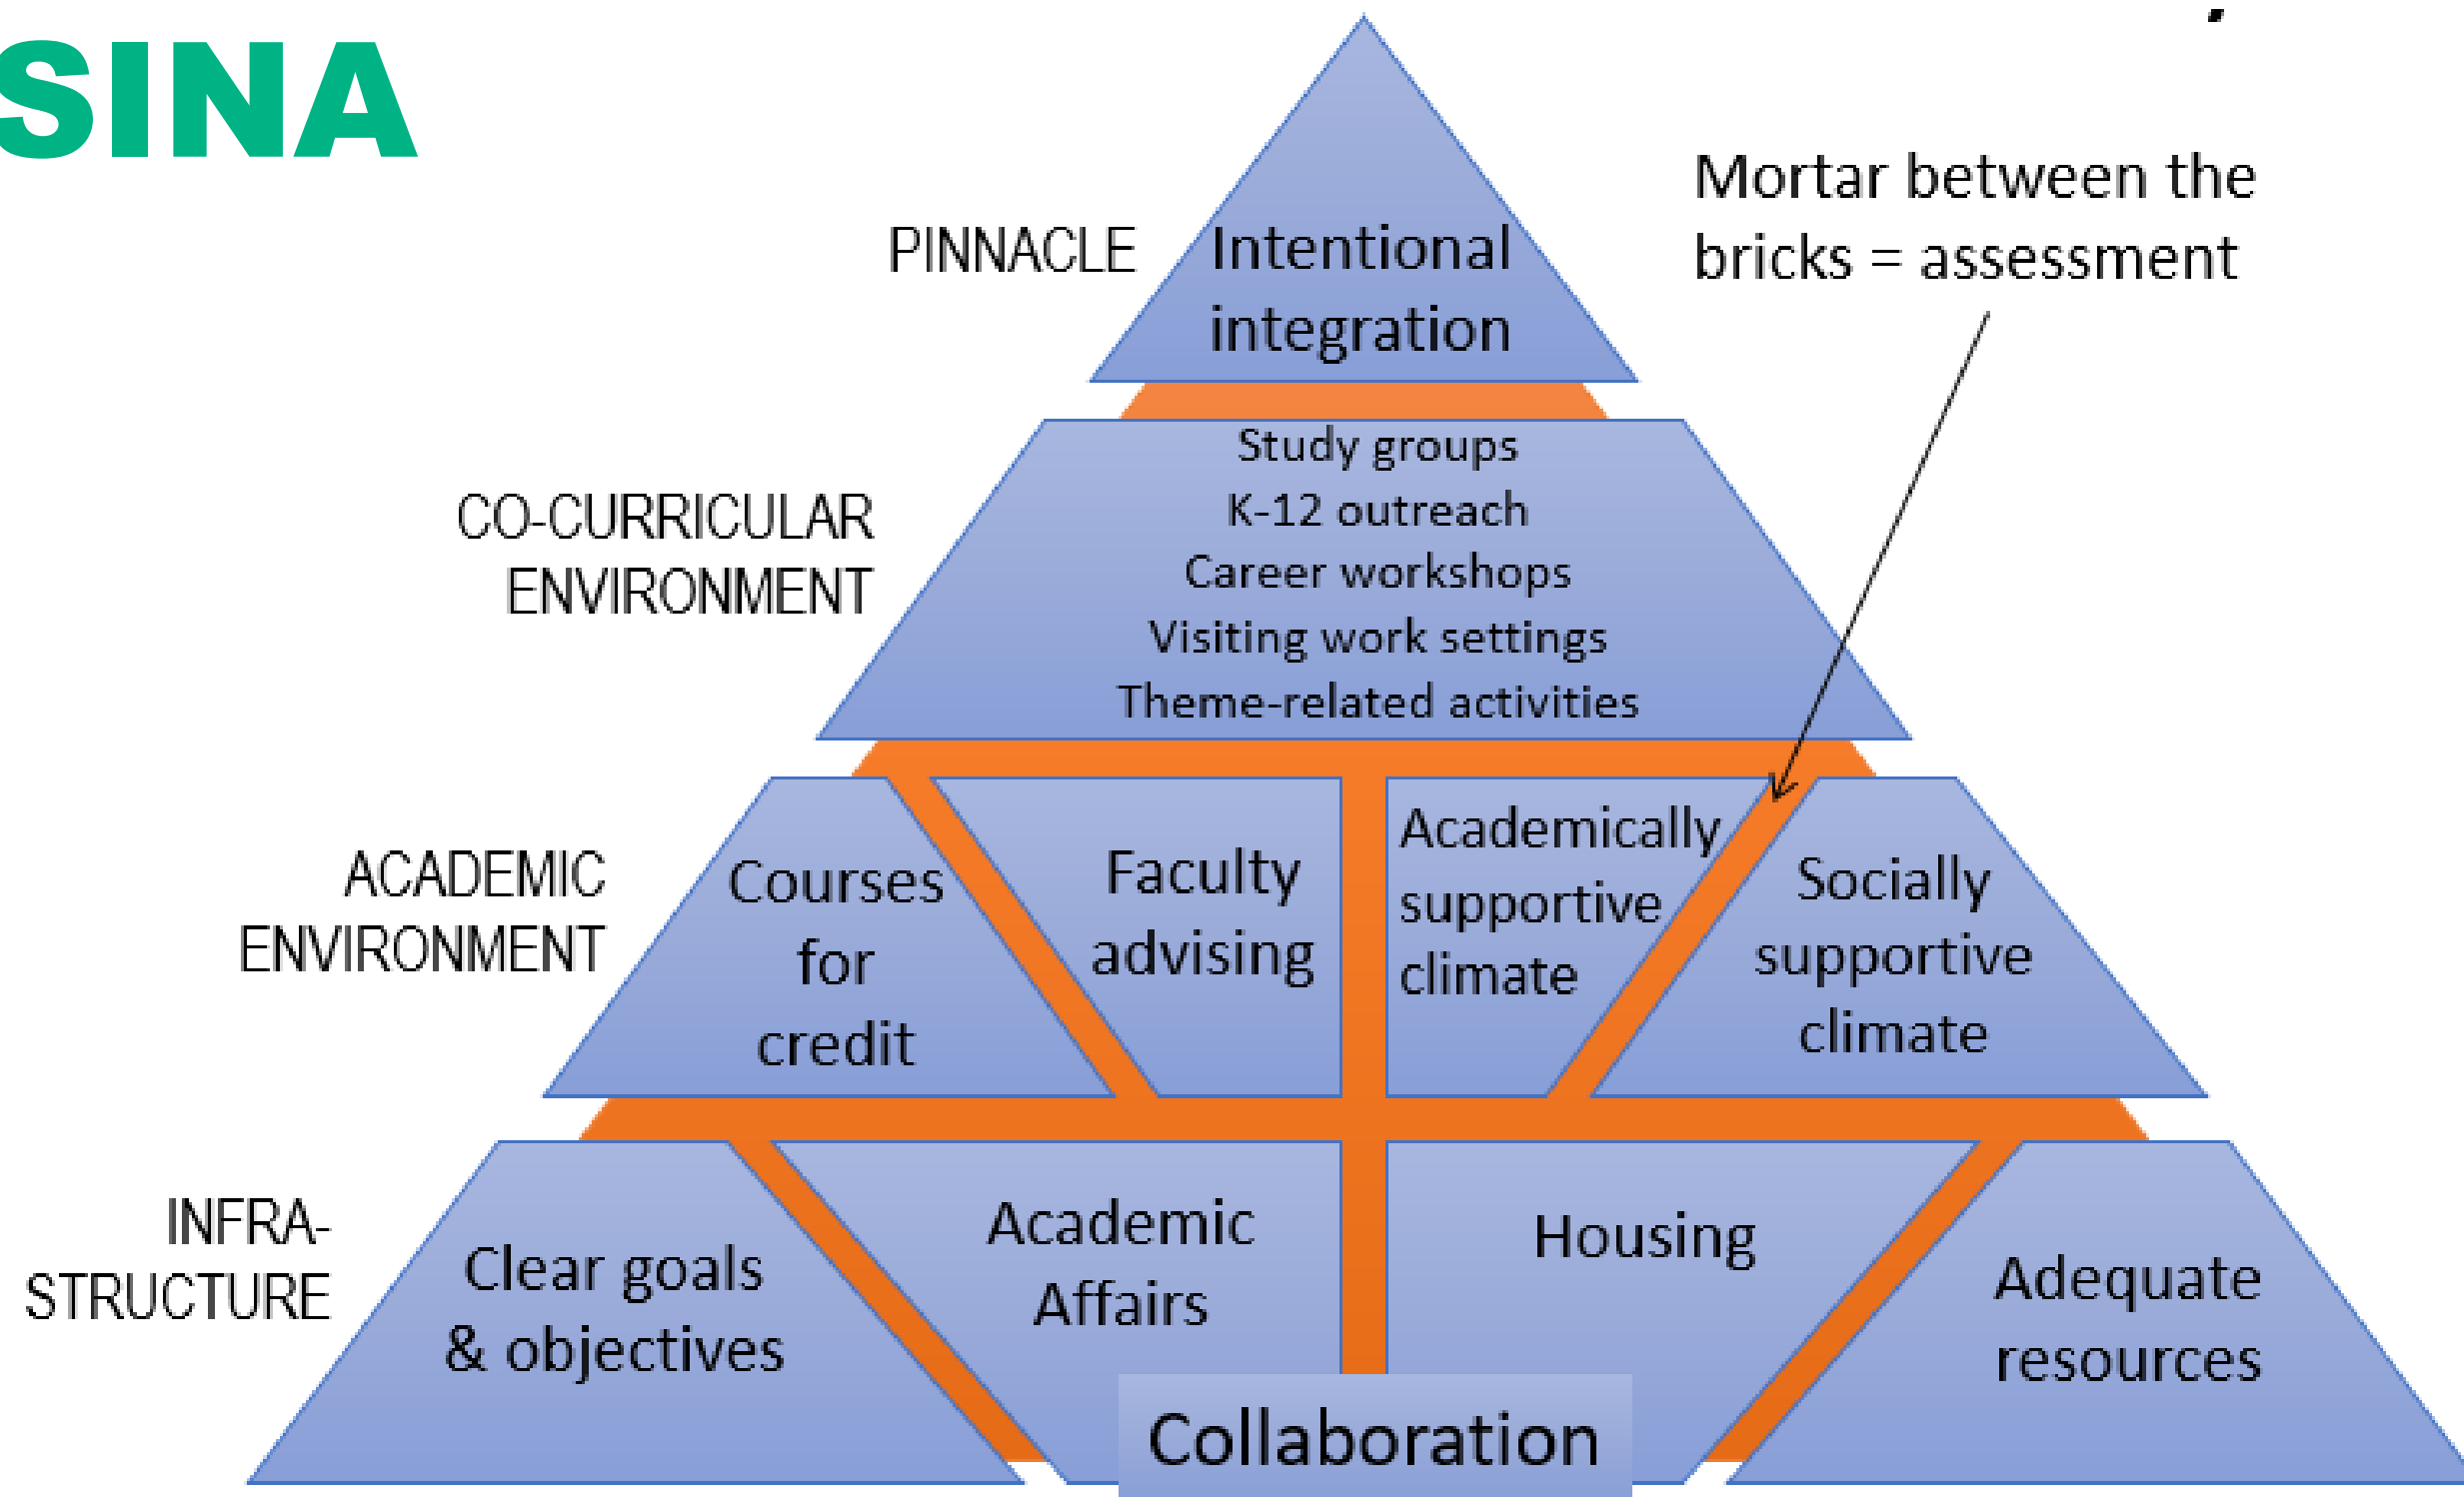 SINA
PINNACLE
Intentional
integration
Mortar between the
bricks = assessment
CO-CURRICULAR
ENVIRONMENT
Study groups
K-12 outreach
Career workshops
Visiting work settings
Theme-related activities
ACADEMIC
ENVIRONMENT
Courses
for
credit
Faculty
advising
Academically
supportive
climate
Socially
supportive
climate
INFRA-
STRUCTURE
Clear goals
& objectives
Academic
Affairs
Housing
Adequate
resources
Collaboration